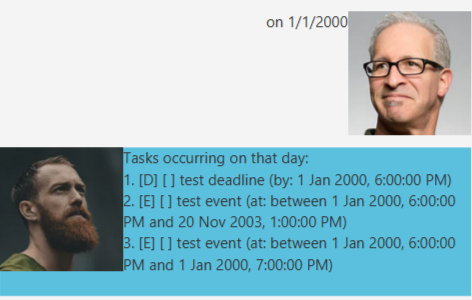 on 1/1/2000
Tasks occurring on that day:
1. [D] [ ] test deadline (by: 1 Jan 2000, 6:00:00 PM)
2. [E] [ ] test event (at: between 1 Jan 2000, 6:00:00
PM and 20 Nov 2003, 1:00:00 PM)
3. [E] [ ] test event (at: between 1 Jan 2000, 6:00:00
PM and 1 Jan 2000, 7:00:00 PM)